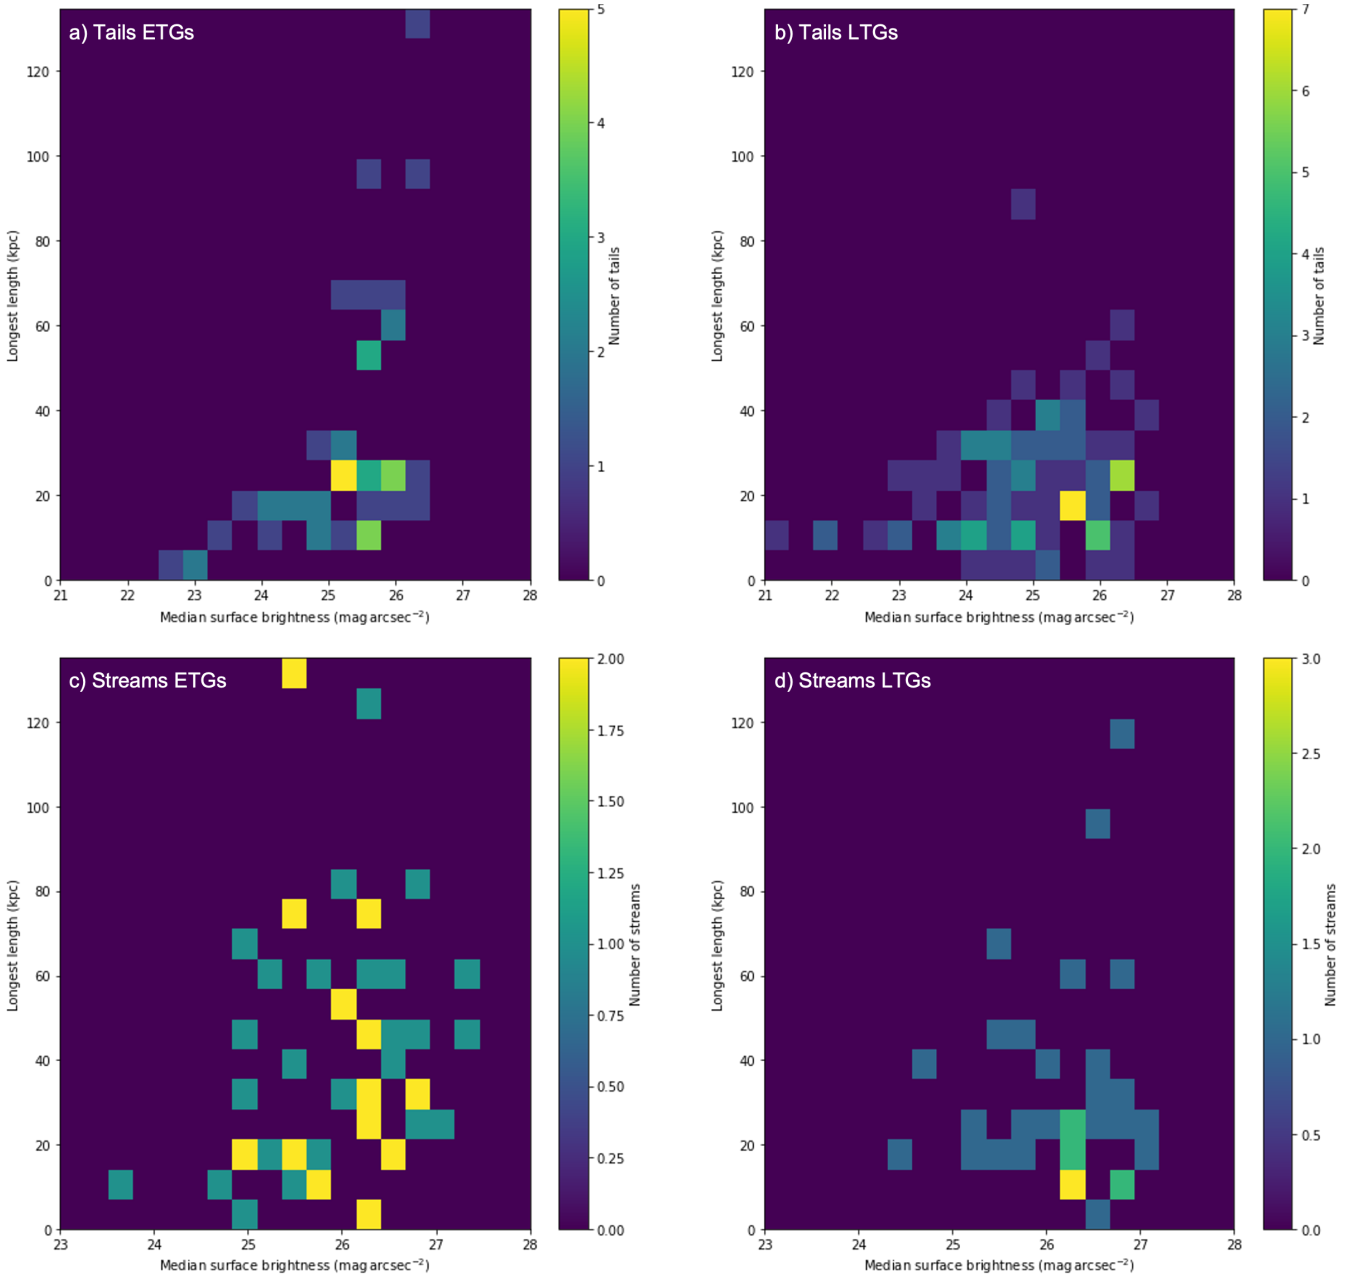 a) Tails ETGs
120
100
80
60
40
20
0
21 22 23 24 25 26 27 28
Longest length (kpc)
Median surface brightness (mag arcsec⁻²)
5
4
3
2
1
0
Number of tails
b) Tails LTGs
120
100
80
60
40
20
0
21 22 23 24 25 26 27 28
Longest length (kpc)
Median surface brightness (mag arcsec⁻²)
7
6
5
4
3
2
1
0
Number of tails
c) Streams ETGs
120
100
80
60
40
20
0
23 24 25 26 27 28
Longest length (kpc)
Median surface brightness (mag arcsec⁻²)
2.00
1.75
1.50
1.25
1.00
0.75
0.50
0.25
0.00
Number of streams
d) Streams LTGs
120
100
80
60
40
20
0
23 24 25 26 27 28
Longest length (kpc)
Median surface brightness (mag arcsec⁻²)
3.0
2.5
2.0
1.5
1.0
0.5
0.0
Number of streams